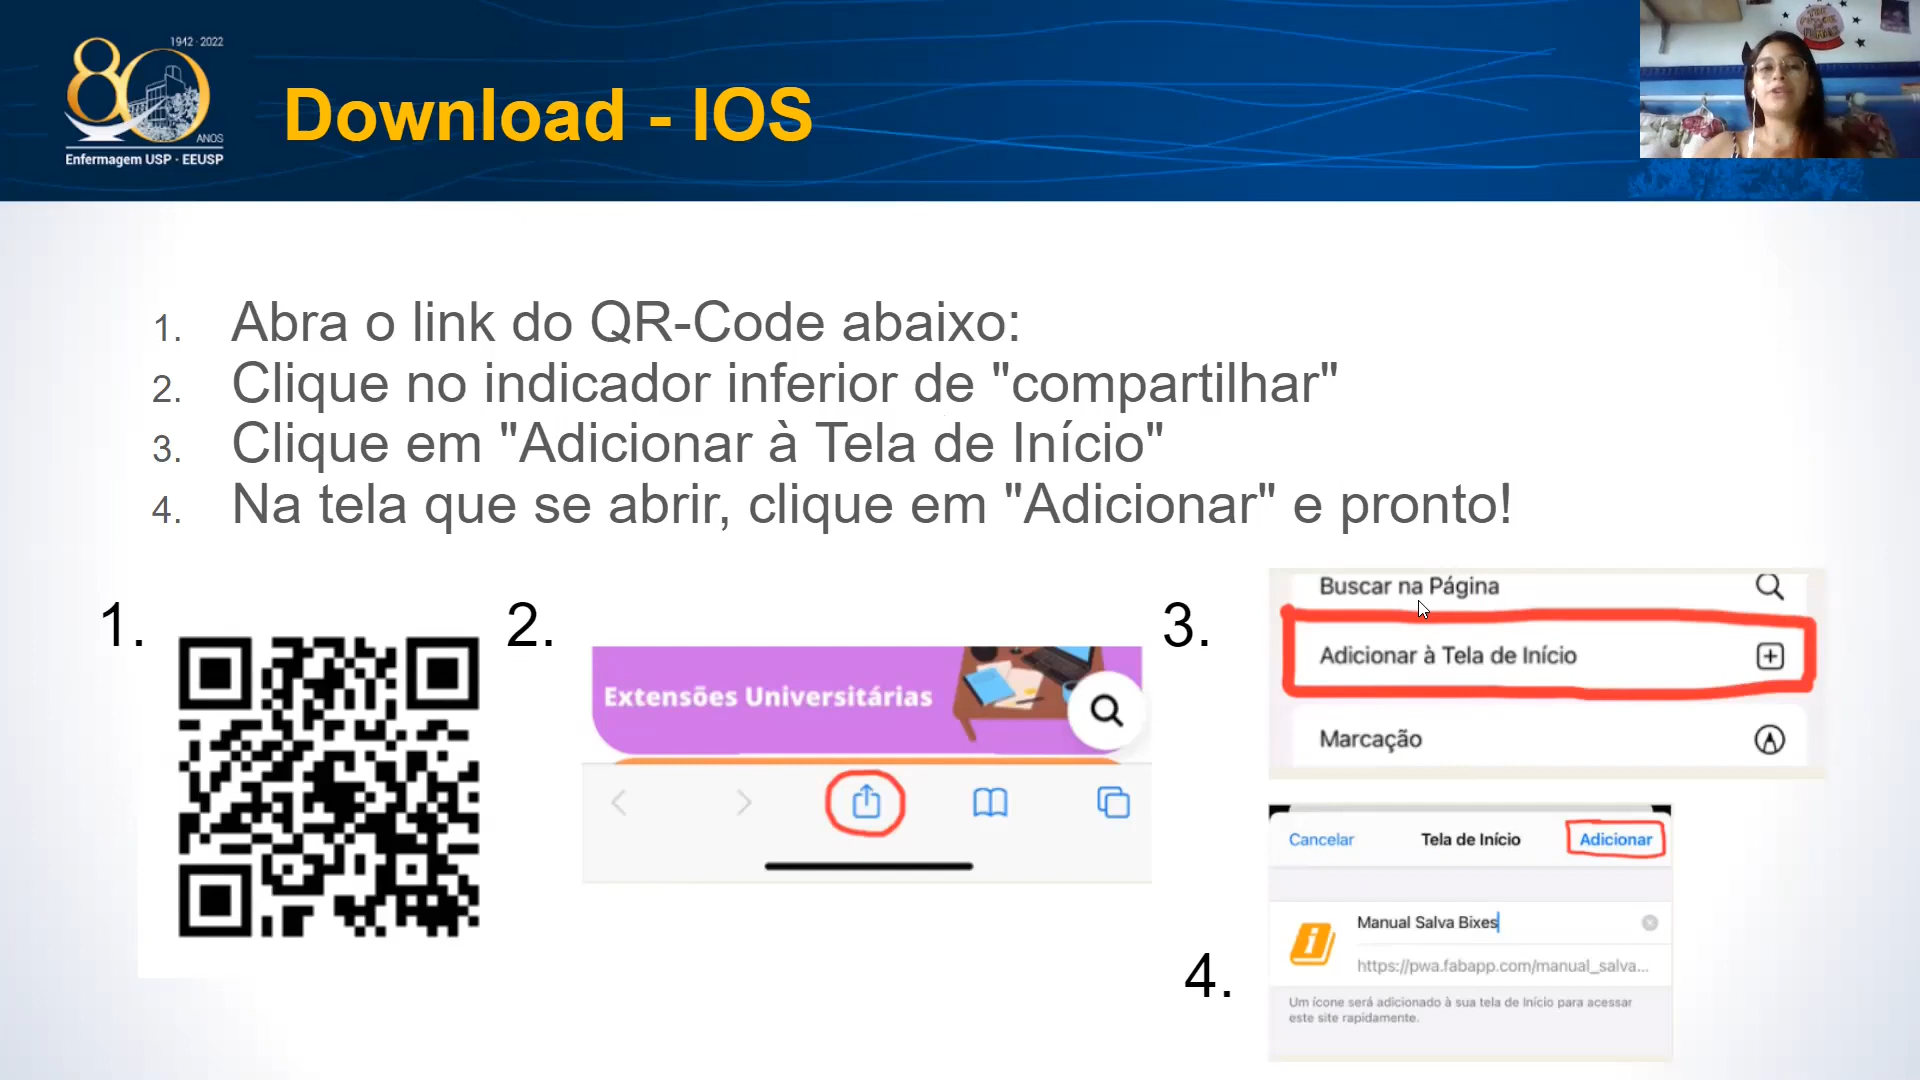 1942 · 2022
80
ANOS
Enfermagem USP · EEUSP
Download - IOS
1. Abra o link do QR-Code abaixo:
2. Clique no indicador inferior de "compartilhar"
3. Clique em "Adicionar à Tela de Início"
4. Na tela que se abrir, clique em "Adicionar" e pronto!
1.
2.
Extensões Universitárias
3.
Buscar na Página
Adicionar à Tela de Início
Marcação
4.
Cancelar Tela de Início Adicionar
Manual Salva Bixes
https://pwa.fabapp.com/manual_salva...
Um ícone será adicionado à sua tela de Início para acessar
este site rapidamente.